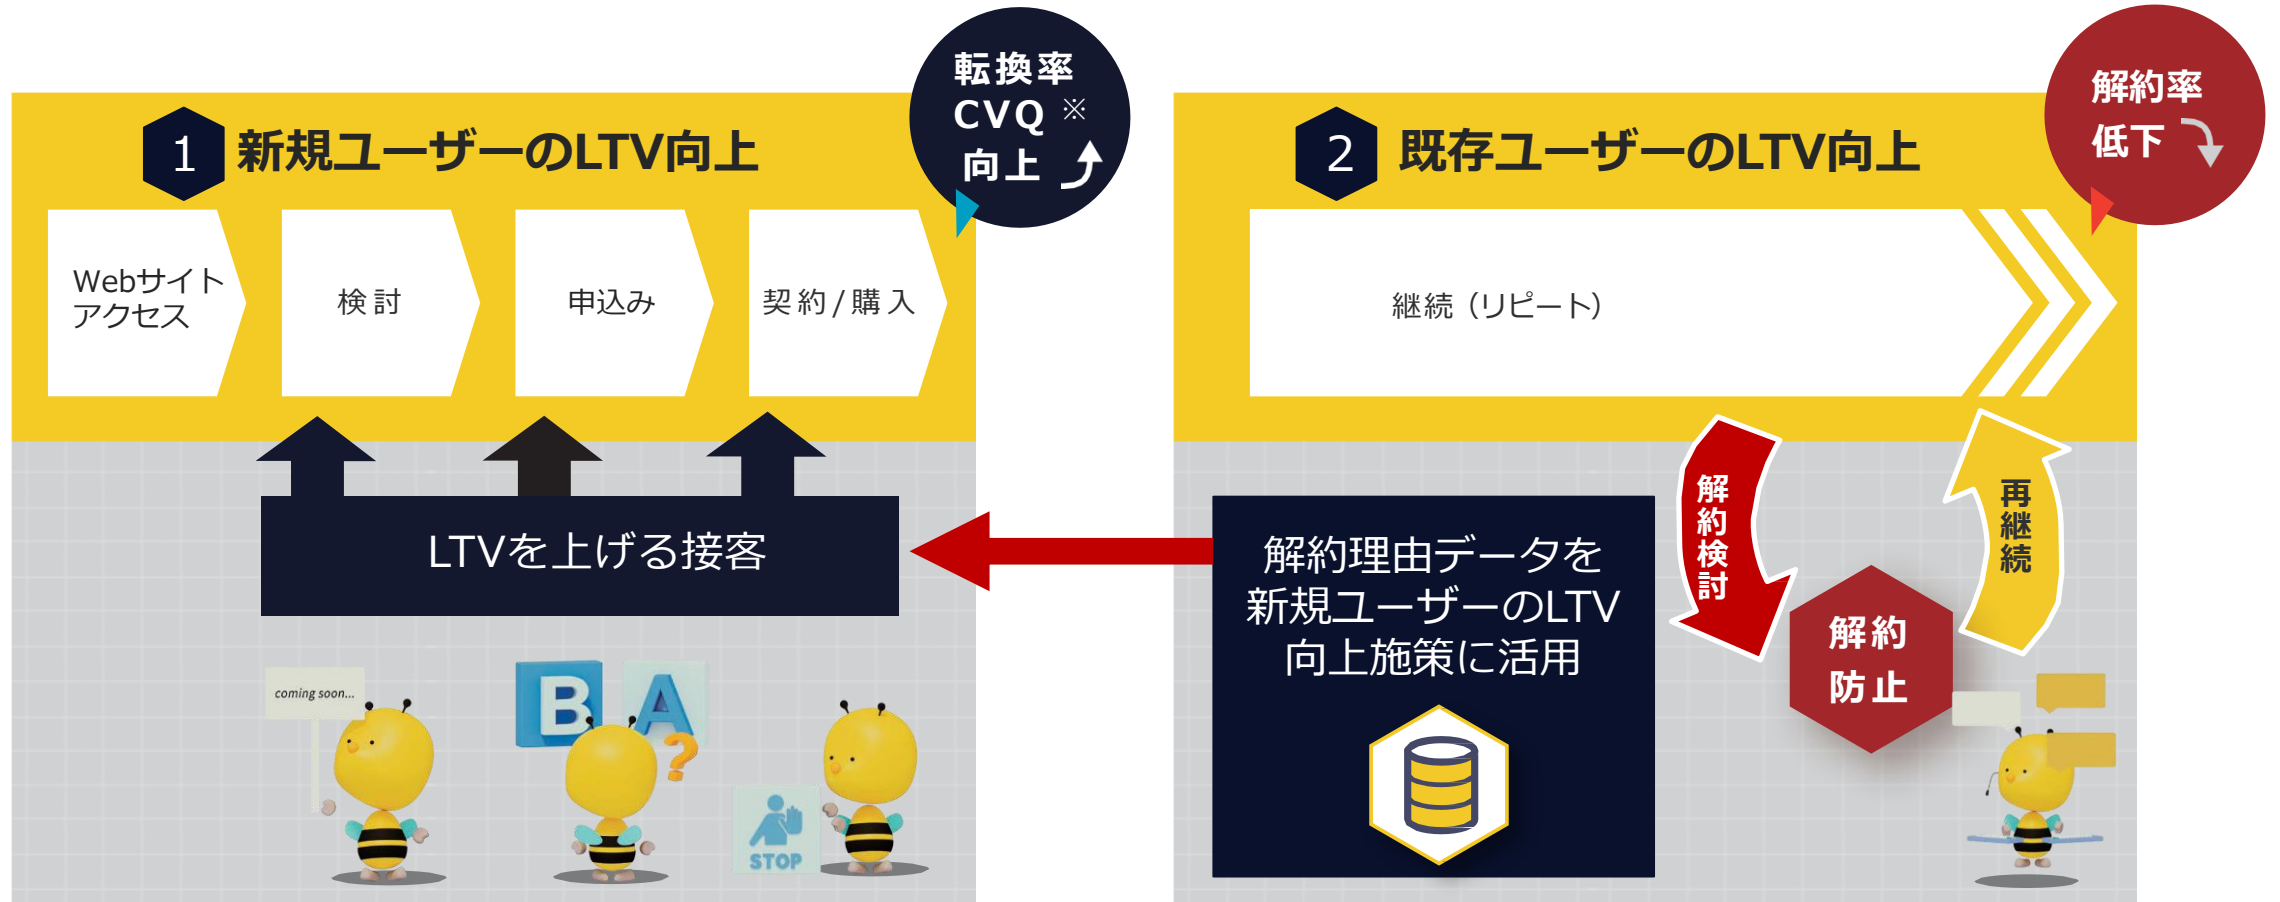 転換率
CVQ ※
向上
1 新規ユーザーのLTV向上
Webサイト
アクセス
検討
申込み
契約/購入
LTVを上げる接客
coming soon...
B A
?
STOP
解約率
低下
2 既存ユーザーのLTV向上
継続（リピート）
解約検討
再継続
解約理由データを
新規ユーザーのLTV
向上施策に活用
解約
防止